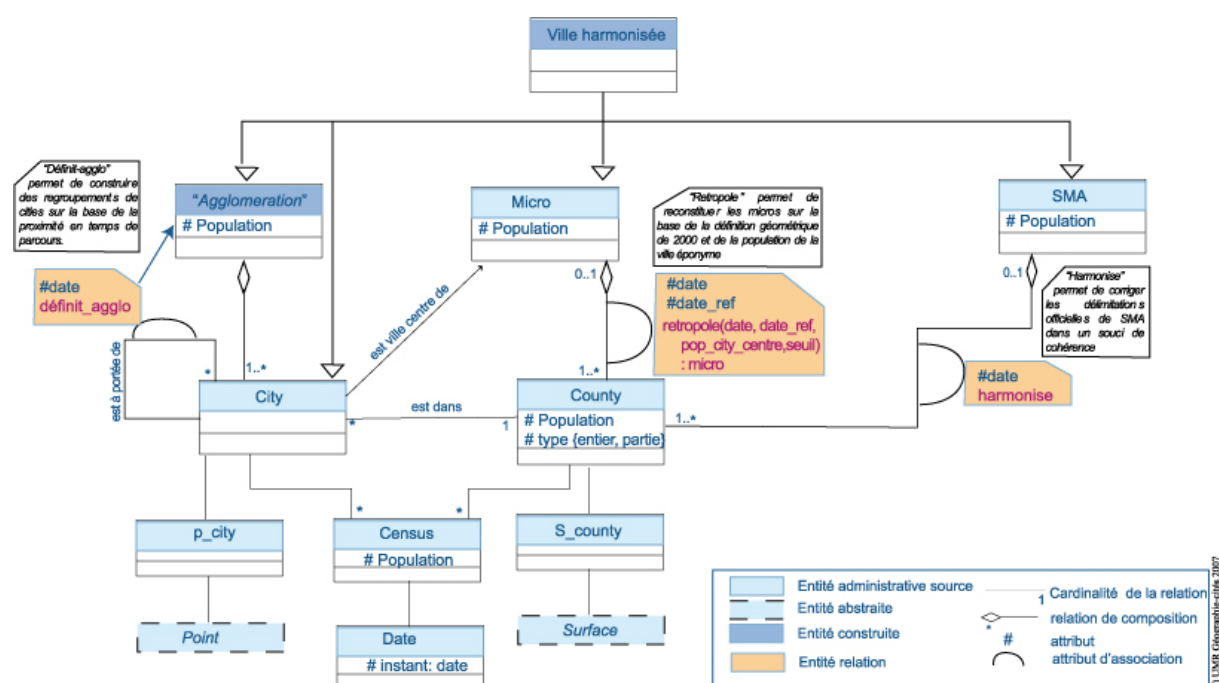 Ville harmonisée
"Définit-agglo"
permet de construire
des regroupements de
cities sur la base de la
proximité en temps de
parcours.
"Agglomeration"
# Population
Micro
# Population
"Retropole" permet de
reconstituer les micros sur la
base de la définition géométrique
de 2000 et de la population de la
ville éponyme
SMA
# Population
#date
définit_agglo
0..1
#date
#date_ref
retropole(date, date_ref,
pop_city_centre,seuil)
: micro
0..1
"Harmonise"
permet de corriger
les délimitations
officielles de SMA
dans un souci de
cohérence
est ville centre de
est à portée de
*
1..*
1..*
#date
harmonise
City
est dans
*
1
County
# Population
# type {entier, partie}
1..*
*
*
p_city
Census
# Population
S_county
Point
Date
# instant: date
Surface
Entité administrative source
Entité abstraite
Entité construite
Entité relation
1
Cardinalité de la relation
*
relation de composition
#
attribut
attribut d'association
UMR Géographie-cités 2007